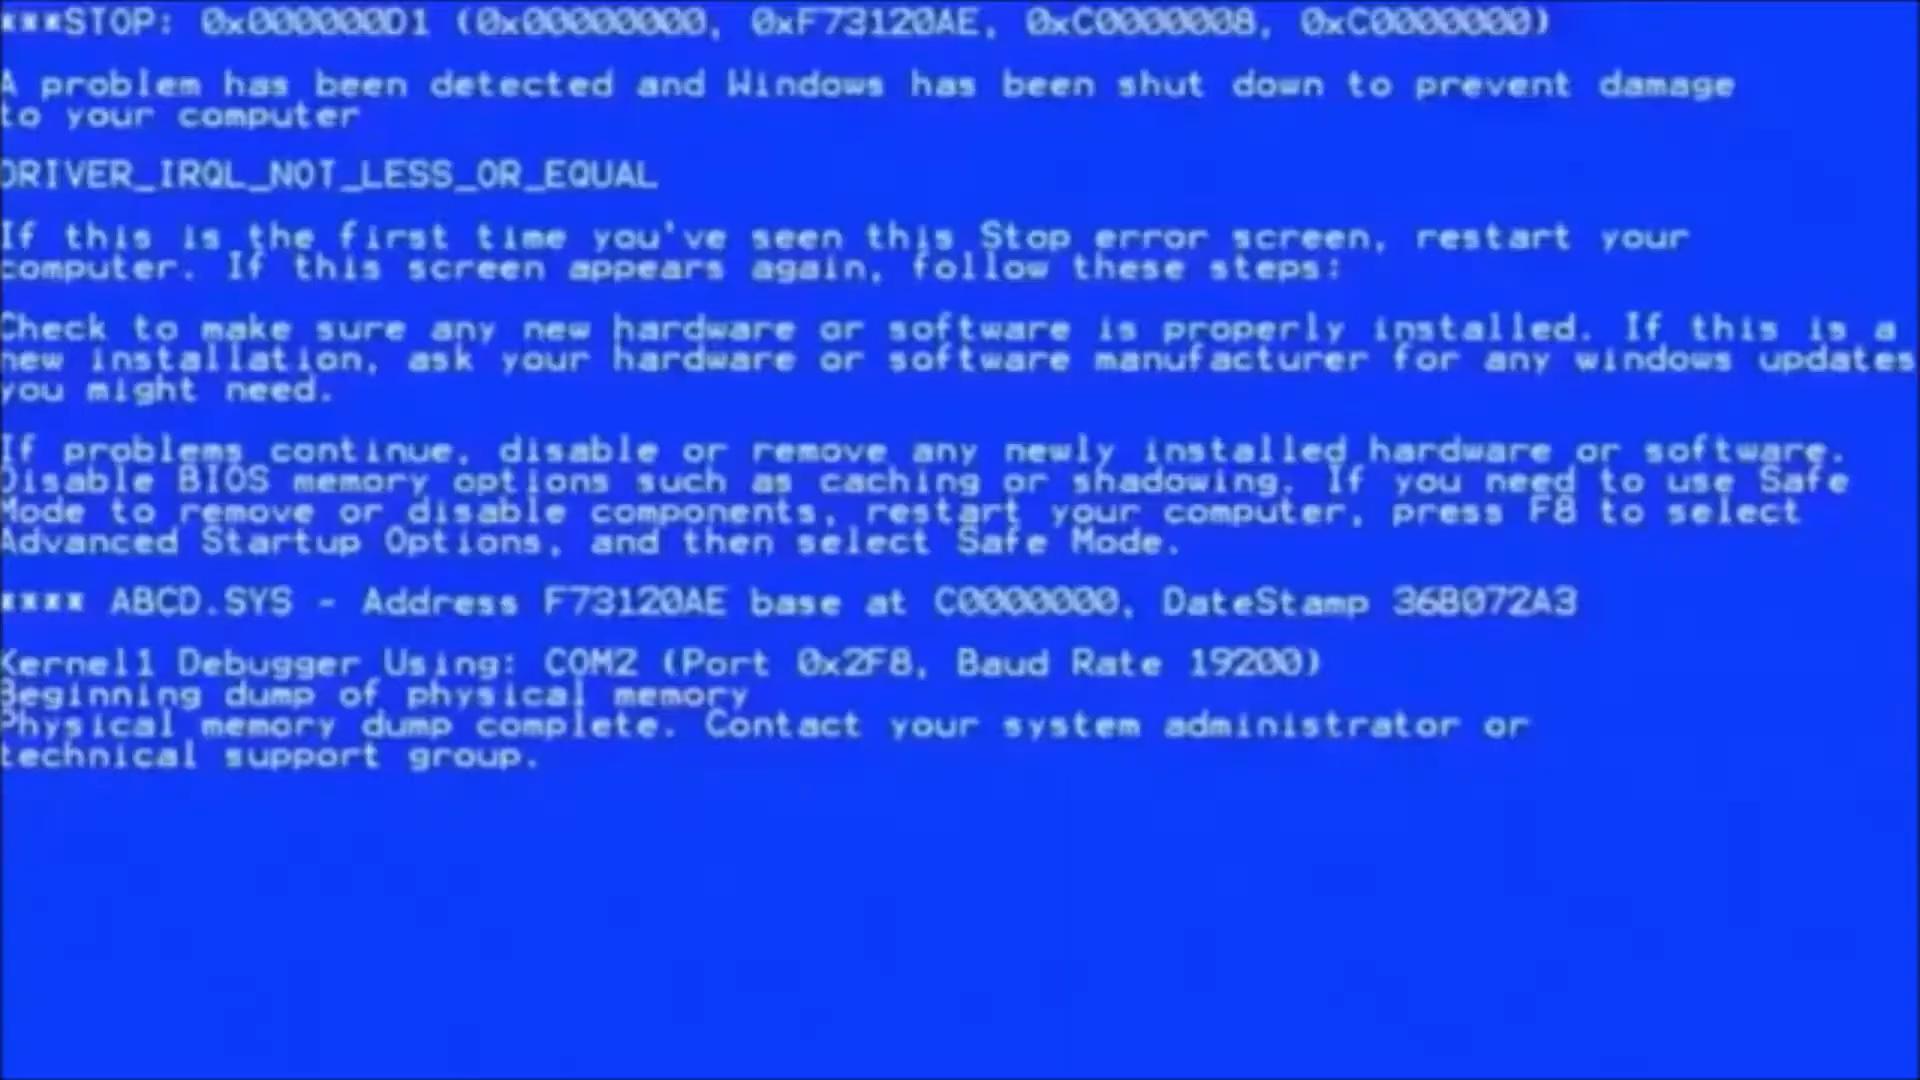 ***STOP: 0x000000D1 (0x00000000, 0xF73120AE, 0xC0000008, 0xC0000000)
A problem has been detected and Windows has been shut down to prevent damage
to your computer
DRIVER_IRQL_NOT_LESS_OR_EQUAL
If this is the first time you've seen this Stop error screen, restart your
computer. If this screen appears again, follow these steps:
Check to make sure any new hardware or software is properly installed. If this is a
new installation, ask your hardware or software manufacturer for any windows updates
you might need.
If problems continue, disable or remove any newly installed hardware or software.
Disable BIOS memory options such as caching or shadowing. If you need to use Safe
Mode to remove or disable components, restart your computer, press F8 to select
Advanced Startup Options, and then select Safe Mode.
**** ABCD.SYS - Address F73120AE base at C0000000, DateStamp 36B072A3
Kernel1 Debugger Using: COM2 (Port 0x2F8, Baud Rate 19200)
Beginning dump of physical memory
Physical memory dump complete. Contact your system administrator or
technical support group.